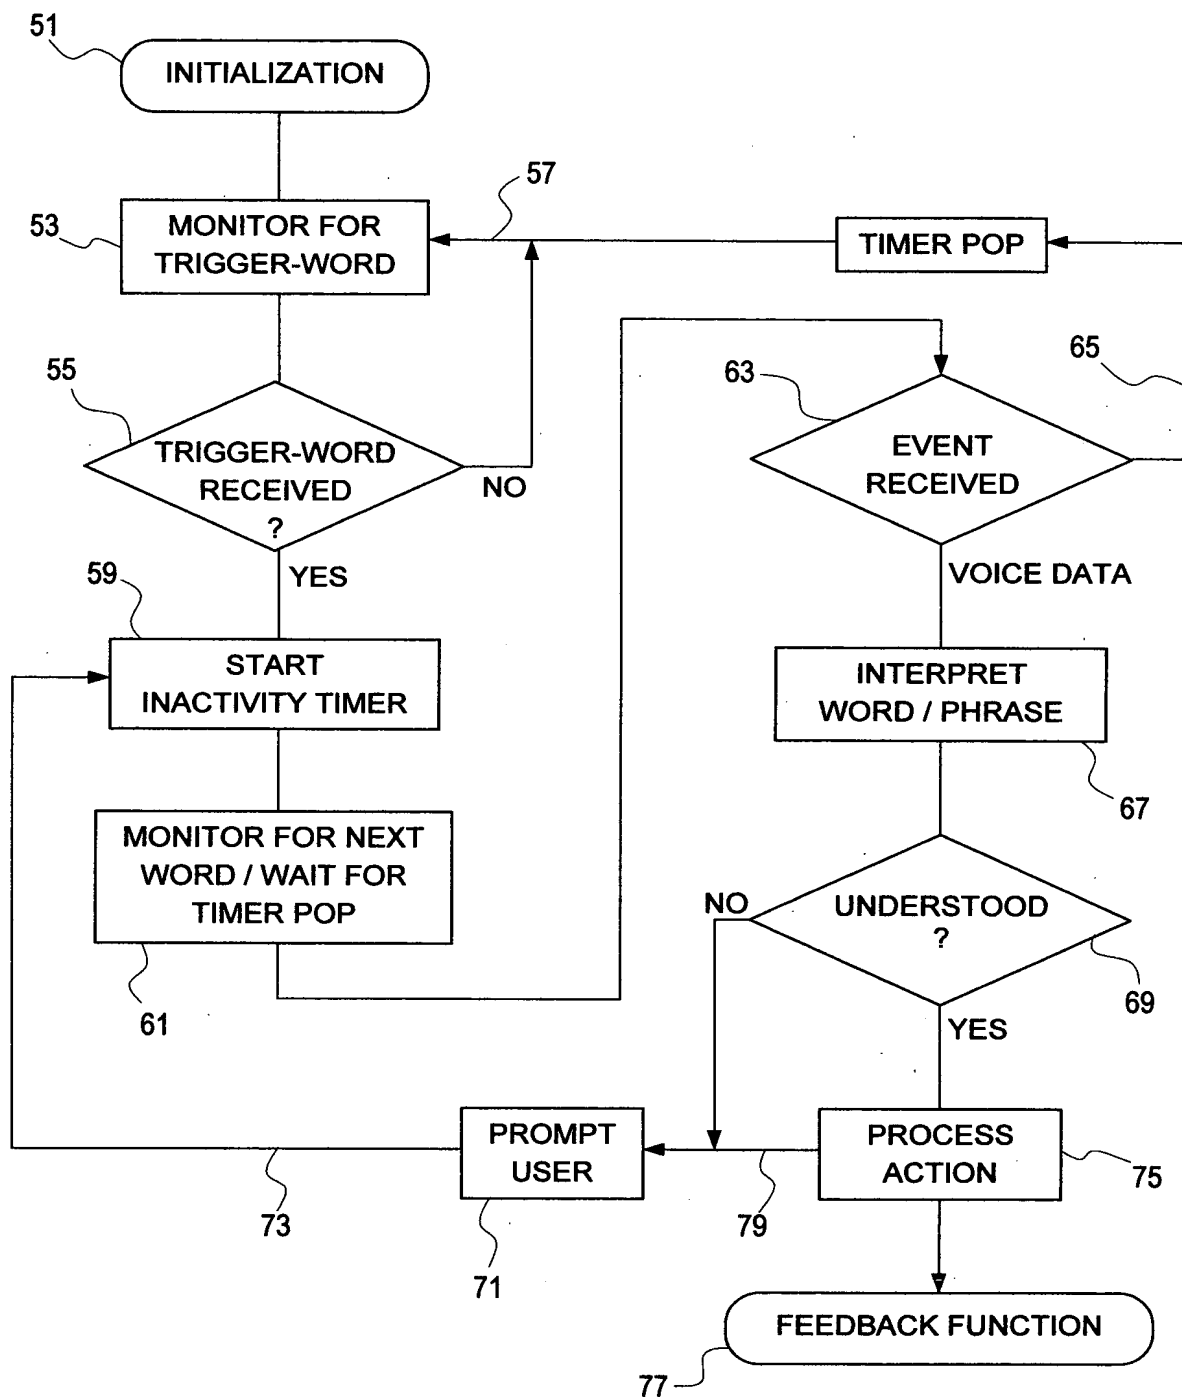 51
INITIALIZATION
57
53
MONITOR FOR
TRIGGER-WORD
TIMER POP
55
TRIGGER-WORD
RECEIVED
?
NO
YES
63
65
EVENT
RECEIVED
VOICE DATA
59
START
INACTIVITY TIMER
INTERPRET
WORD / PHRASE
67
MONITOR FOR NEXT
WORD / WAIT FOR
TIMER POP
61
NO
UNDERSTOOD
?
69
YES
PROMPT
USER
71
73
79
PROCESS
ACTION
75
FEEDBACK FUNCTION
77